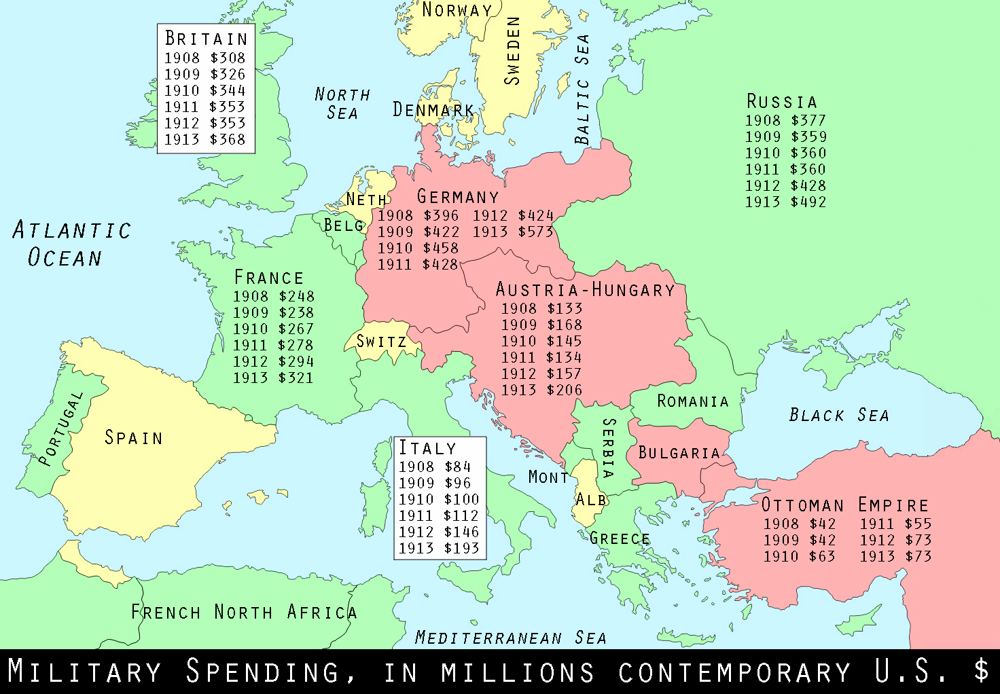 NORWAY
SWEDEN
BRITAIN
1908 $308
1909 $326
1910 $344
1911 $353
1912 $353
1913 $368
NORTH
SEA
DENMARK
BALTIC SEA
RUSSIA
1908 $377
1909 $359
1910 $360
1911 $360
1912 $428
1913 $492
ATLANTIC
OCEAN
NETH
BELG
GERMANY
1908 $396 1912 $424
1909 $422 1913 $573
1910 $458
1911 $428
FRANCE
1908 $248
1909 $238
1910 $267
1911 $278
1912 $294
1913 $321
AUSTRIA-HUNGARY
1908 $133
1909 $168
1910 $145
1911 $134
1912 $157
1913 $206
SWITZ
PORTUGAL
SPAIN
ROMANIA
BLACK SEA
SERBIA
BULGARIA
ITALY
1908 $84
1909 $96
1910 $100
1911 $112
1912 $146
1913 $193
MONT
ALB
GREECE
OTTOMAN EMPIRE
1908 $42 1911 $55
1909 $42 1912 $73
1910 $63 1913 $73
FRENCH NORTH AFRICA
MEDITERRANEAN SEA
MILITARY SPENDING, IN MILLIONS CONTEMPORARY U.S. $